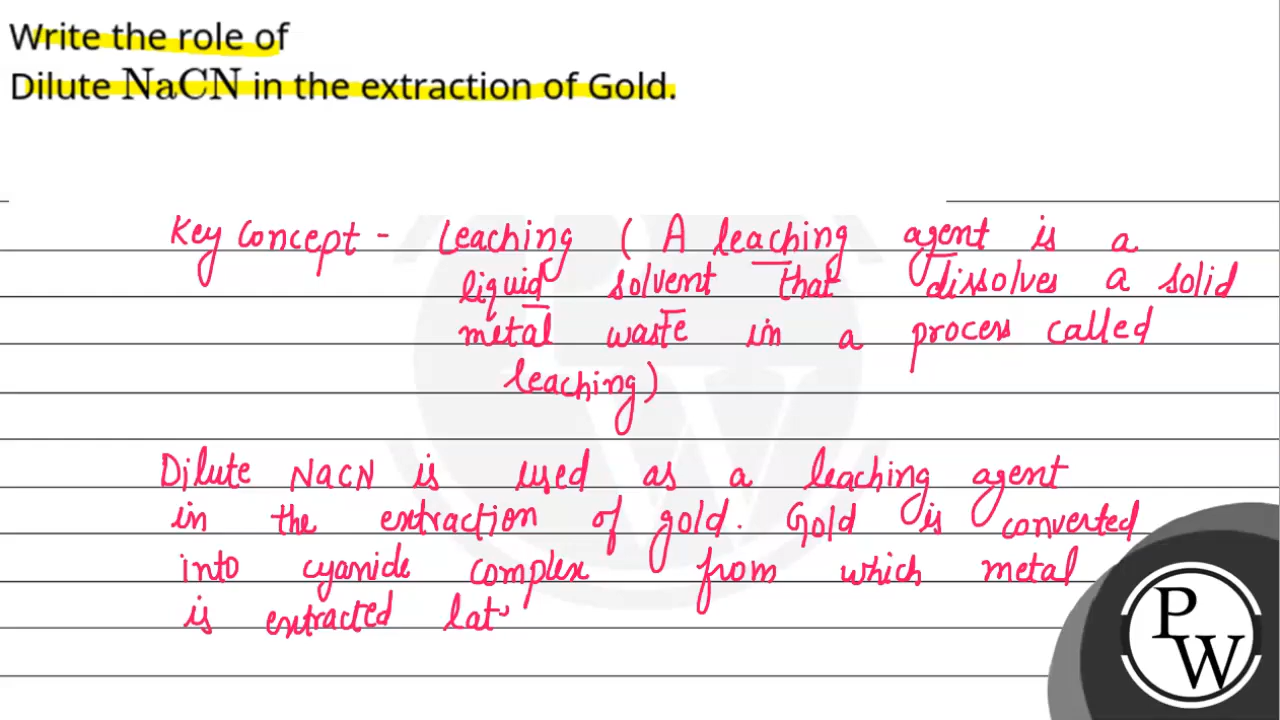 Write the role of
Dilute NaCN in the extraction of Gold.
Key Concept - Leaching ( A leaching agent is a
liquid solvent that dissolves a solid
metal waste in a process called
leaching)
Dilute NaCN is used as a leaching agent
in the extraction of gold. Gold is converted
into cyanide complex from which metal
is extracted lat
P
W